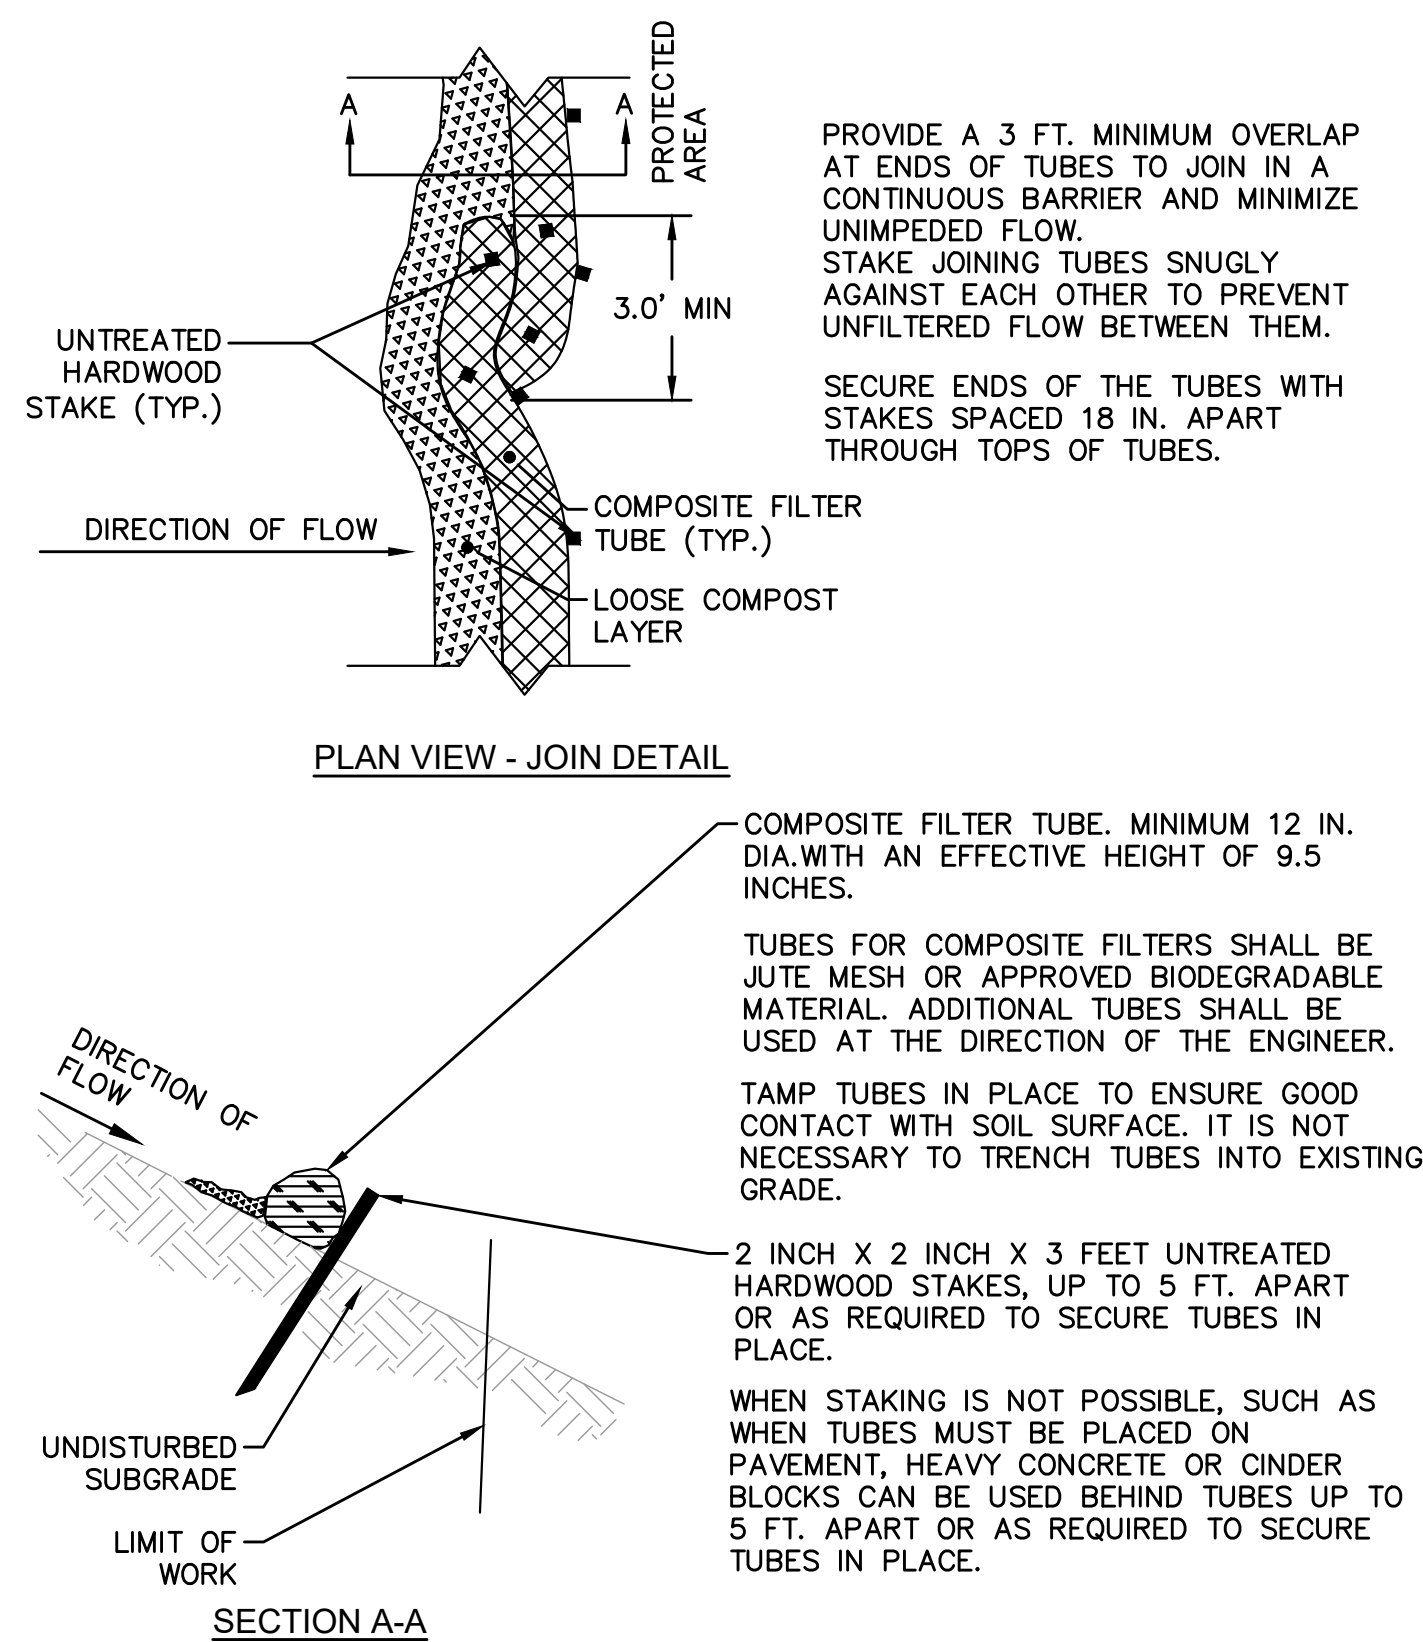 A
A
PROTECTED
AREA
PROVIDE A 3 FT. MINIMUM OVERLAP
AT ENDS OF TUBES TO JOIN IN A
CONTINUOUS BARRIER AND MINIMIZE
UNIMPEDED FLOW.
STAKE JOINING TUBES SNUGLY
AGAINST EACH OTHER TO PREVENT
UNFILTERED FLOW BETWEEN THEM.
SECURE ENDS OF THE TUBES WITH
STAKES SPACED 18 IN. APART
THROUGH TOPS OF TUBES.
3.0' MIN
UNTREATED
HARDWOOD
STAKE (TYP.)
DIRECTION OF FLOW
COMPOSITE FILTER
TUBE (TYP.)
LOOSE COMPOST
LAYER
PLAN VIEW - JOIN DETAIL
COMPOSITE FILTER TUBE. MINIMUM 12 IN.
DIA.WITH AN EFFECTIVE HEIGHT OF 9.5
INCHES.
TUBES FOR COMPOSITE FILTERS SHALL BE
JUTE MESH OR APPROVED BIODEGRADABLE
MATERIAL. ADDITIONAL TUBES SHALL BE
USED AT THE DIRECTION OF THE ENGINEER.
TAMP TUBES IN PLACE TO ENSURE GOOD
CONTACT WITH SOIL SURFACE. IT IS NOT
NECESSARY TO TRENCH TUBES INTO EXISTING
GRADE.
DIRECTION OF
FLOW
2 INCH X 2 INCH X 3 FEET UNTREATED
HARDWOOD STAKES, UP TO 5 FT. APART
OR AS REQUIRED TO SECURE TUBES IN
PLACE.
WHEN STAKING IS NOT POSSIBLE, SUCH AS
WHEN TUBES MUST BE PLACED ON
PAVEMENT, HEAVY CONCRETE OR CINDER
BLOCKS CAN BE USED BEHIND TUBES UP TO
5 FT. APART OR AS REQUIRED TO SECURE
TUBES IN PLACE.
UNDISTURBED
SUBGRADE
LIMIT OF
WORK
SECTION A-A